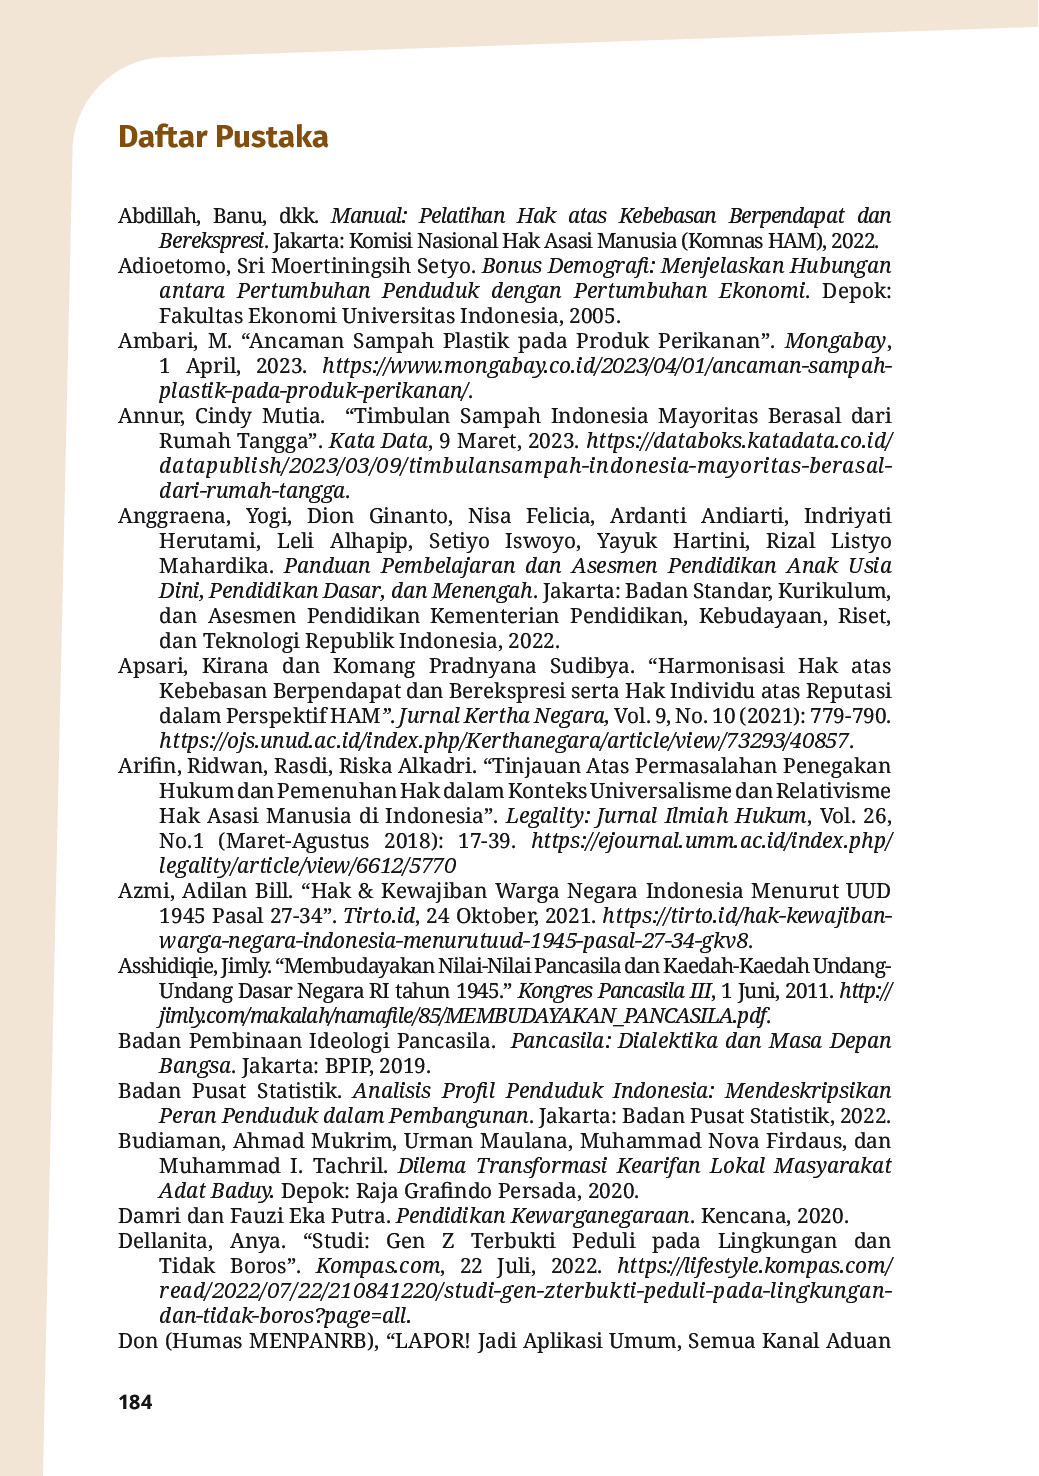 Daftar Pustaka
Abdillah, Banu, dkk. Manual: Pelatihan Hak atas Kebebasan Berpendapat dan
Berekspresi. Jakarta: Komisi Nasional Hak Asasi Manusia (Komnas HAM), 2022.
Adioetomo, Sri Moertiningsih Setyo. Bonus Demografi: Menjelaskan Hubungan
antara Pertumbuhan Penduduk dengan Pertumbuhan Ekonomi. Depok:
Fakultas Ekonomi Universitas Indonesia, 2005.
Ambari, M. “Ancaman Sampah Plastik pada Produk Perikanan”. Mongabay,
1 April, 2023. https://www.mongabay.co.id/2023/04/01/ancaman-sampah-
plastik-pada-produk-perikanan/.
Annur, Cindy Mutia. “Timbulan Sampah Indonesia Mayoritas Berasal dari
Rumah Tangga”. Kata Data, 9 Maret, 2023. https://databoks.katadata.co.id/
datapublish/2023/03/09/timbulansampah-indonesia-mayoritas-berasal-
dari-rumah-tangga.
Anggraena, Yogi, Dion Ginanto, Nisa Felicia, Ardanti Andiarti, Indriyati
Herutami, Leli Alhapip, Setiyo Iswoyo, Yayuk Hartini, Rizal Listyo
Mahardika. Panduan Pembelajaran dan Asesmen Pendidikan Anak Usia
Dini, Pendidikan Dasar, dan Menengah. Jakarta: Badan Standar, Kurikulum,
dan Asesmen Pendidikan Kementerian Pendidikan, Kebudayaan, Riset,
dan Teknologi Republik Indonesia, 2022.
Apsari, Kirana dan Komang Pradnyana Sudibya. “Harmonisasi Hak atas
Kebebasan Berpendapat dan Berekspresi serta Hak Individu atas Reputasi
dalam Perspektif HAM”. Jurnal Kertha Negara, Vol. 9, No. 10 (2021): 779-790.
https://ojs.unud.ac.id/index.php/Kerthanegara/article/view/73293/40857.
Arifin, Ridwan, Rasdi, Riska Alkadri. “Tinjauan Atas Permasalahan Penegakan
Hukum dan Pemenuhan Hak dalam Konteks Universalisme dan Relativisme
Hak Asasi Manusia di Indonesia”. Legality: Jurnal Ilmiah Hukum, Vol. 26,
No.1 (Maret-Agustus 2018): 17-39. https://ejournal.umm.ac.id/index.php/
legality/article/view/6612/5770
Azmi, Adilan Bill. “Hak & Kewajiban Warga Negara Indonesia Menurut UUD
1945 Pasal 27-34”. Tirto.id, 24 Oktober, 2021. https://tirto.id/hak-kewajiban-
warga-negara-indonesia-menurutuud-1945-pasal-27-34-gkv8.
Asshidiqie, Jimly. “Membudayakan Nilai-Nilai Pancasila dan Kaedah-Kaedah Undang-
Undang Dasar Negara RI tahun 1945.” Kongres Pancasila III, 1 Juni, 2011. http://
jimly.com/makalah/namafile/85/MEMBUDAYAKAN_PANCASILA.pdf.
Badan Pembinaan Ideologi Pancasila. Pancasila: Dialektika dan Masa Depan
Bangsa. Jakarta: BPIP, 2019.
Badan Pusat Statistik. Analisis Profil Penduduk Indonesia: Mendeskripsikan
Peran Penduduk dalam Pembangunan. Jakarta: Badan Pusat Statistik, 2022.
Budiaman, Ahmad Mukrim, Urman Maulana, Muhammad Nova Firdaus, dan
Muhammad I. Tachril. Dilema Transformasi Kearifan Lokal Masyarakat
Adat Baduy. Depok: Raja Grafindo Persada, 2020.
Damri dan Fauzi Eka Putra. Pendidikan Kewarganegaraan. Kencana, 2020.
Dellanita, Anya. “Studi: Gen Z Terbukti Peduli pada Lingkungan dan
Tidak Boros”. Kompas.com, 22 Juli, 2022. https://lifestyle.kompas.com/
read/2022/07/22/210841220/studi-gen-zterbukti-peduli-pada-lingkungan-
dan-tidak-boros?page=all.
Don (Humas MENPANRB), “LAPOR! Jadi Aplikasi Umum, Semua Kanal Aduan
184